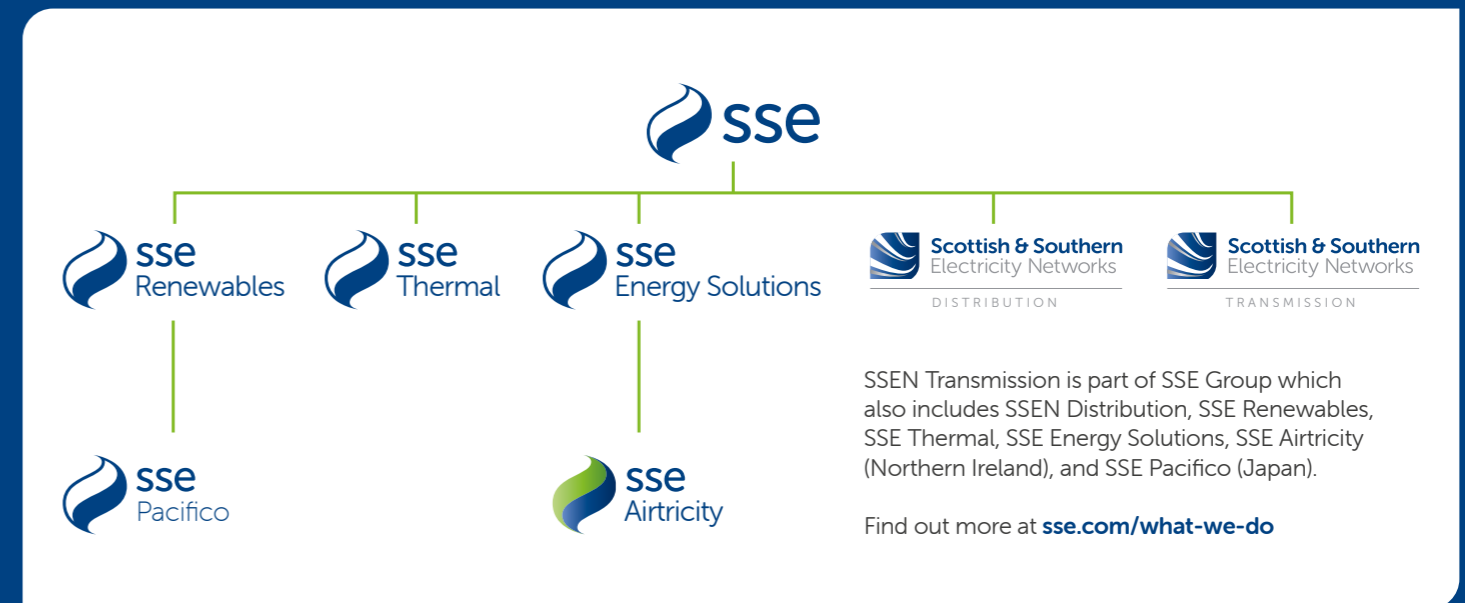 sse
sse
Renewables
sse
Thermal
sse
Energy Solutions
Scottish & Southern
Electricity Networks
DISTRIBUTION
Scottish & Southern
Electricity Networks
TRANSMISSION
sse
Pacifico
sse
Airtricity
SSEN Transmission is part of SSE Group which
also includes SSEN Distribution, SSE Renewables,
SSE Thermal, SSE Energy Solutions, SSE Airtricity
(Northern Ireland), and SSE Pacifico (Japan).
Find out more at sse.com/what-we-do